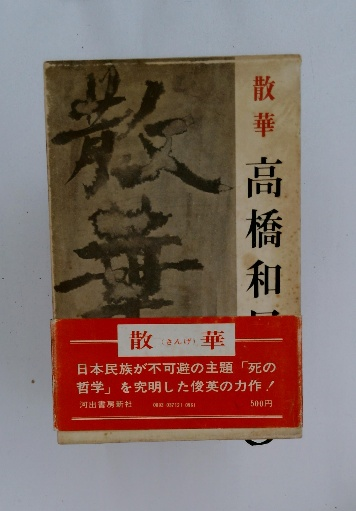 散華
散華
高橋和
散(さんげ)華
日本民族が不可避の主題「死の
哲学」を究明した俊英の力作!
河出書房新社
500円